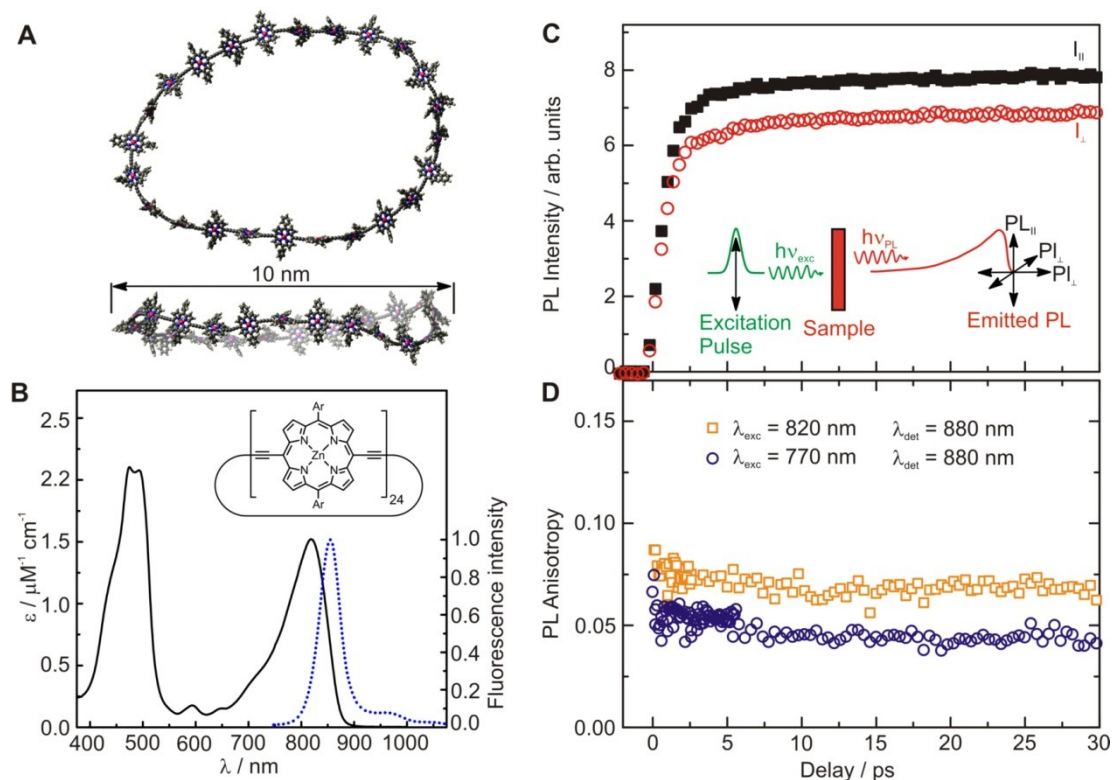 A
10 nm
B
ε / μM⁻¹ cm⁻¹
2.5
2.2
1.5
1.0
0.5
0.0
400 500 600 700 800 900 1000
λ / nm
Fluorescence intensity
1.0
0.8
0.6
0.4
0.2
0.0
Ar
N N
Zn
N N
Ar
24
C
PL Intensity / arb. units
8
6
4
2
0
I||
I⊥
hνexc
hνPL
PL||
Pl⊥
Pl⊥
Excitation
Pulse
Sample
Emitted PL
D
PL Anisotropy
0.15
0.10
0.05
0.00
λexc = 820 nm λdet = 880 nm
λexc = 770 nm λdet = 880 nm
0 5 10 15 20 25 30
Delay / ps